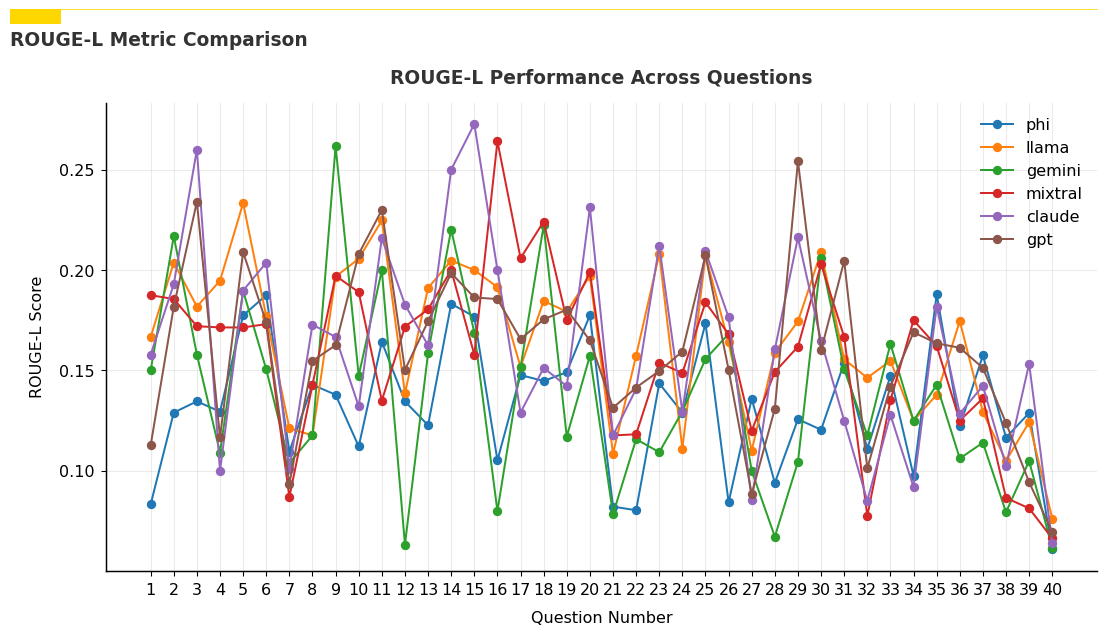 ROUGE-L Metric Comparison
ROUGE-L Performance Across Questions
phi
llama
gemini
mixtral
claude
gpt
ROUGE-L Score
0.25
0.20
0.15
0.10
1 2 3 4 5 6 7 8 9 10 11 12 13 14 15 16 17 18 19 20 21 22 23 24 25 26 27 28 29 30 31 32 33 34 35 36 37 38 39 40
Question Number